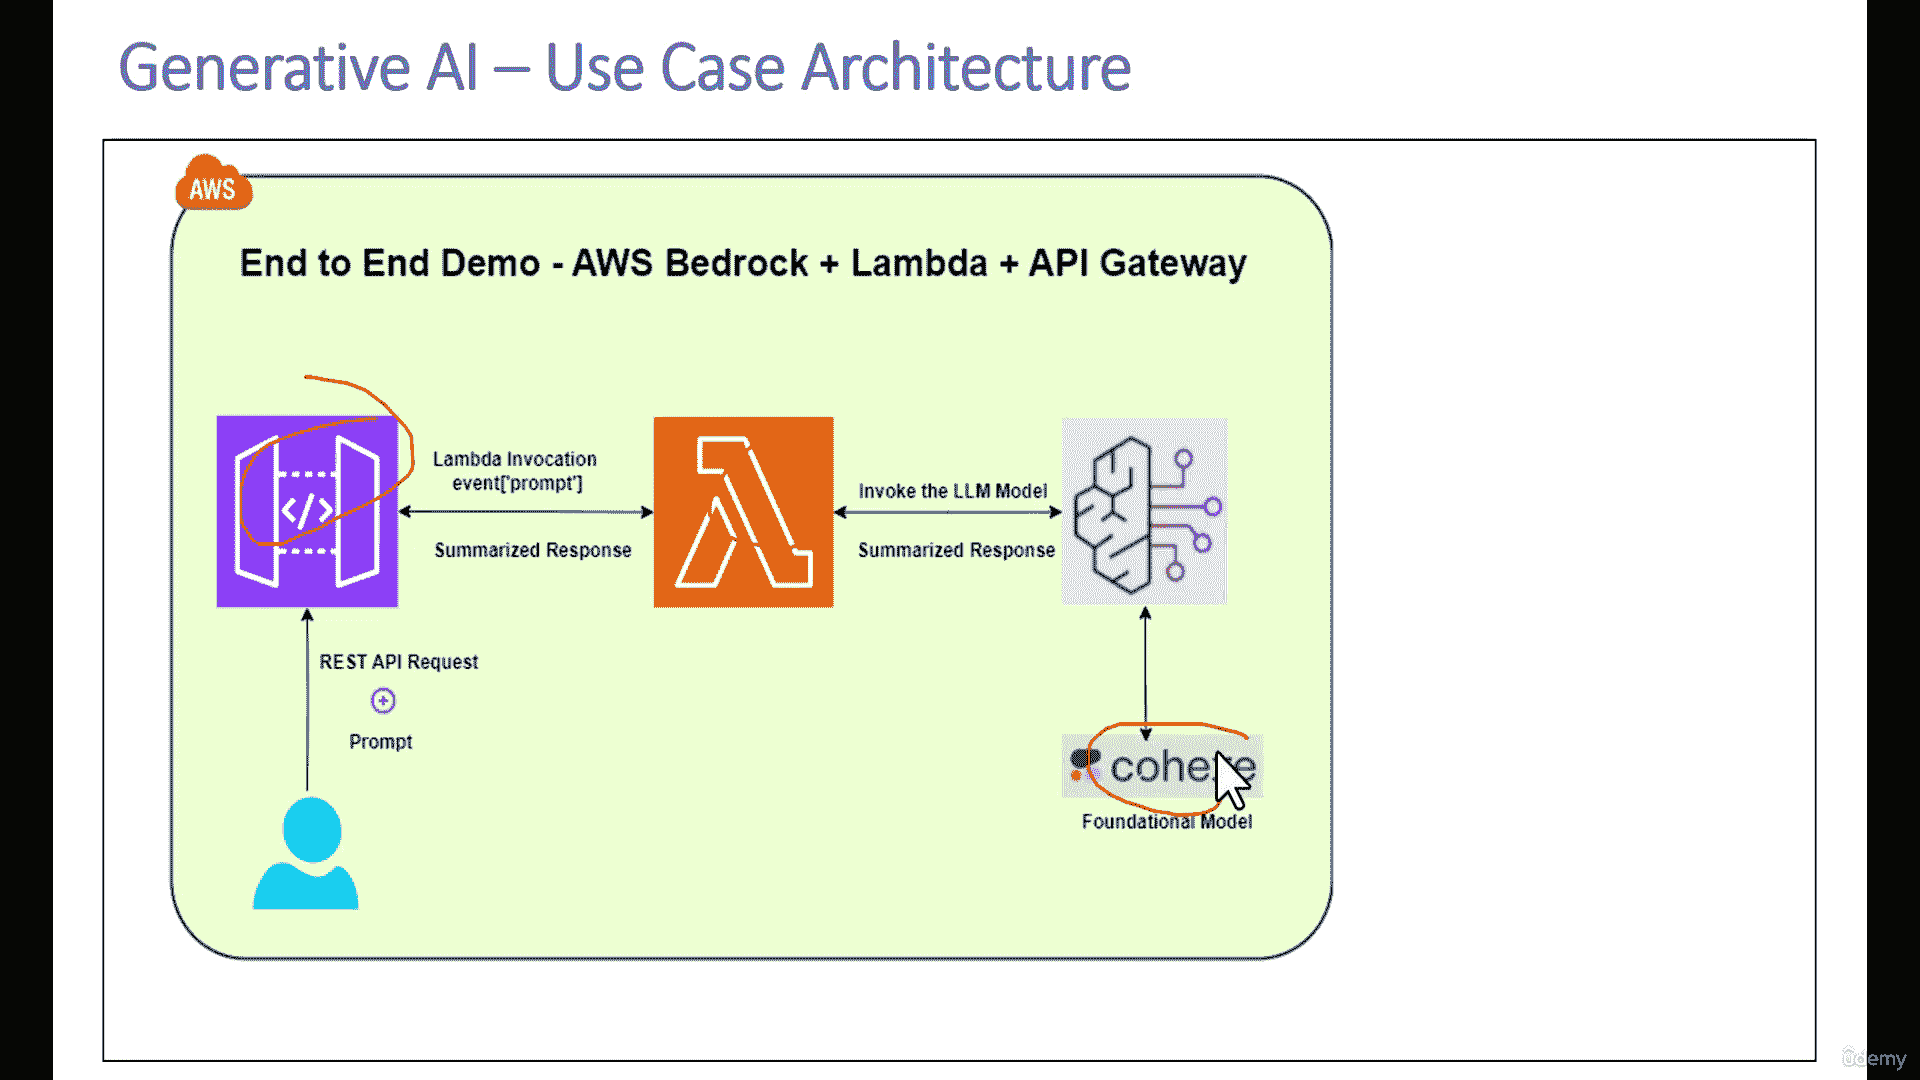 Generative AI – Use Case Architecture
AWS
End to End Demo - AWS Bedrock + Lambda + API Gateway
Lambda Invocation
event['prompt']
Summarized Response
Invoke the LLM Model
Summarized Response
</>
REST API Request
Prompt
cohere
Foundational Model
ûdemy